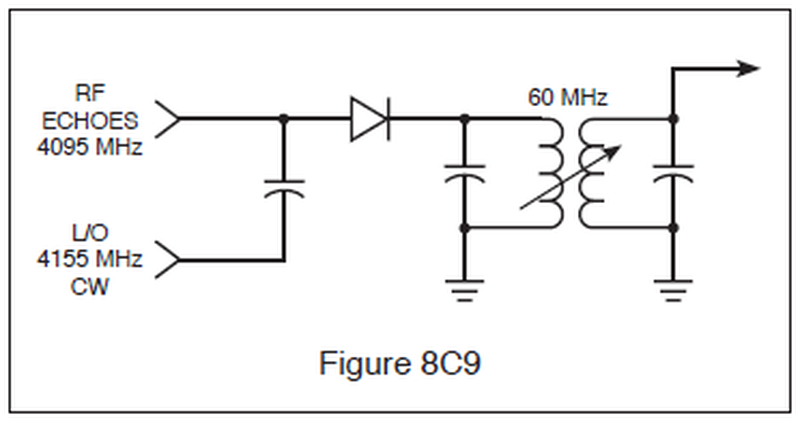 RF
ECHOES
4095 MHz
60 MHz
L/O
4155 MHz
CW
Figure 8C9